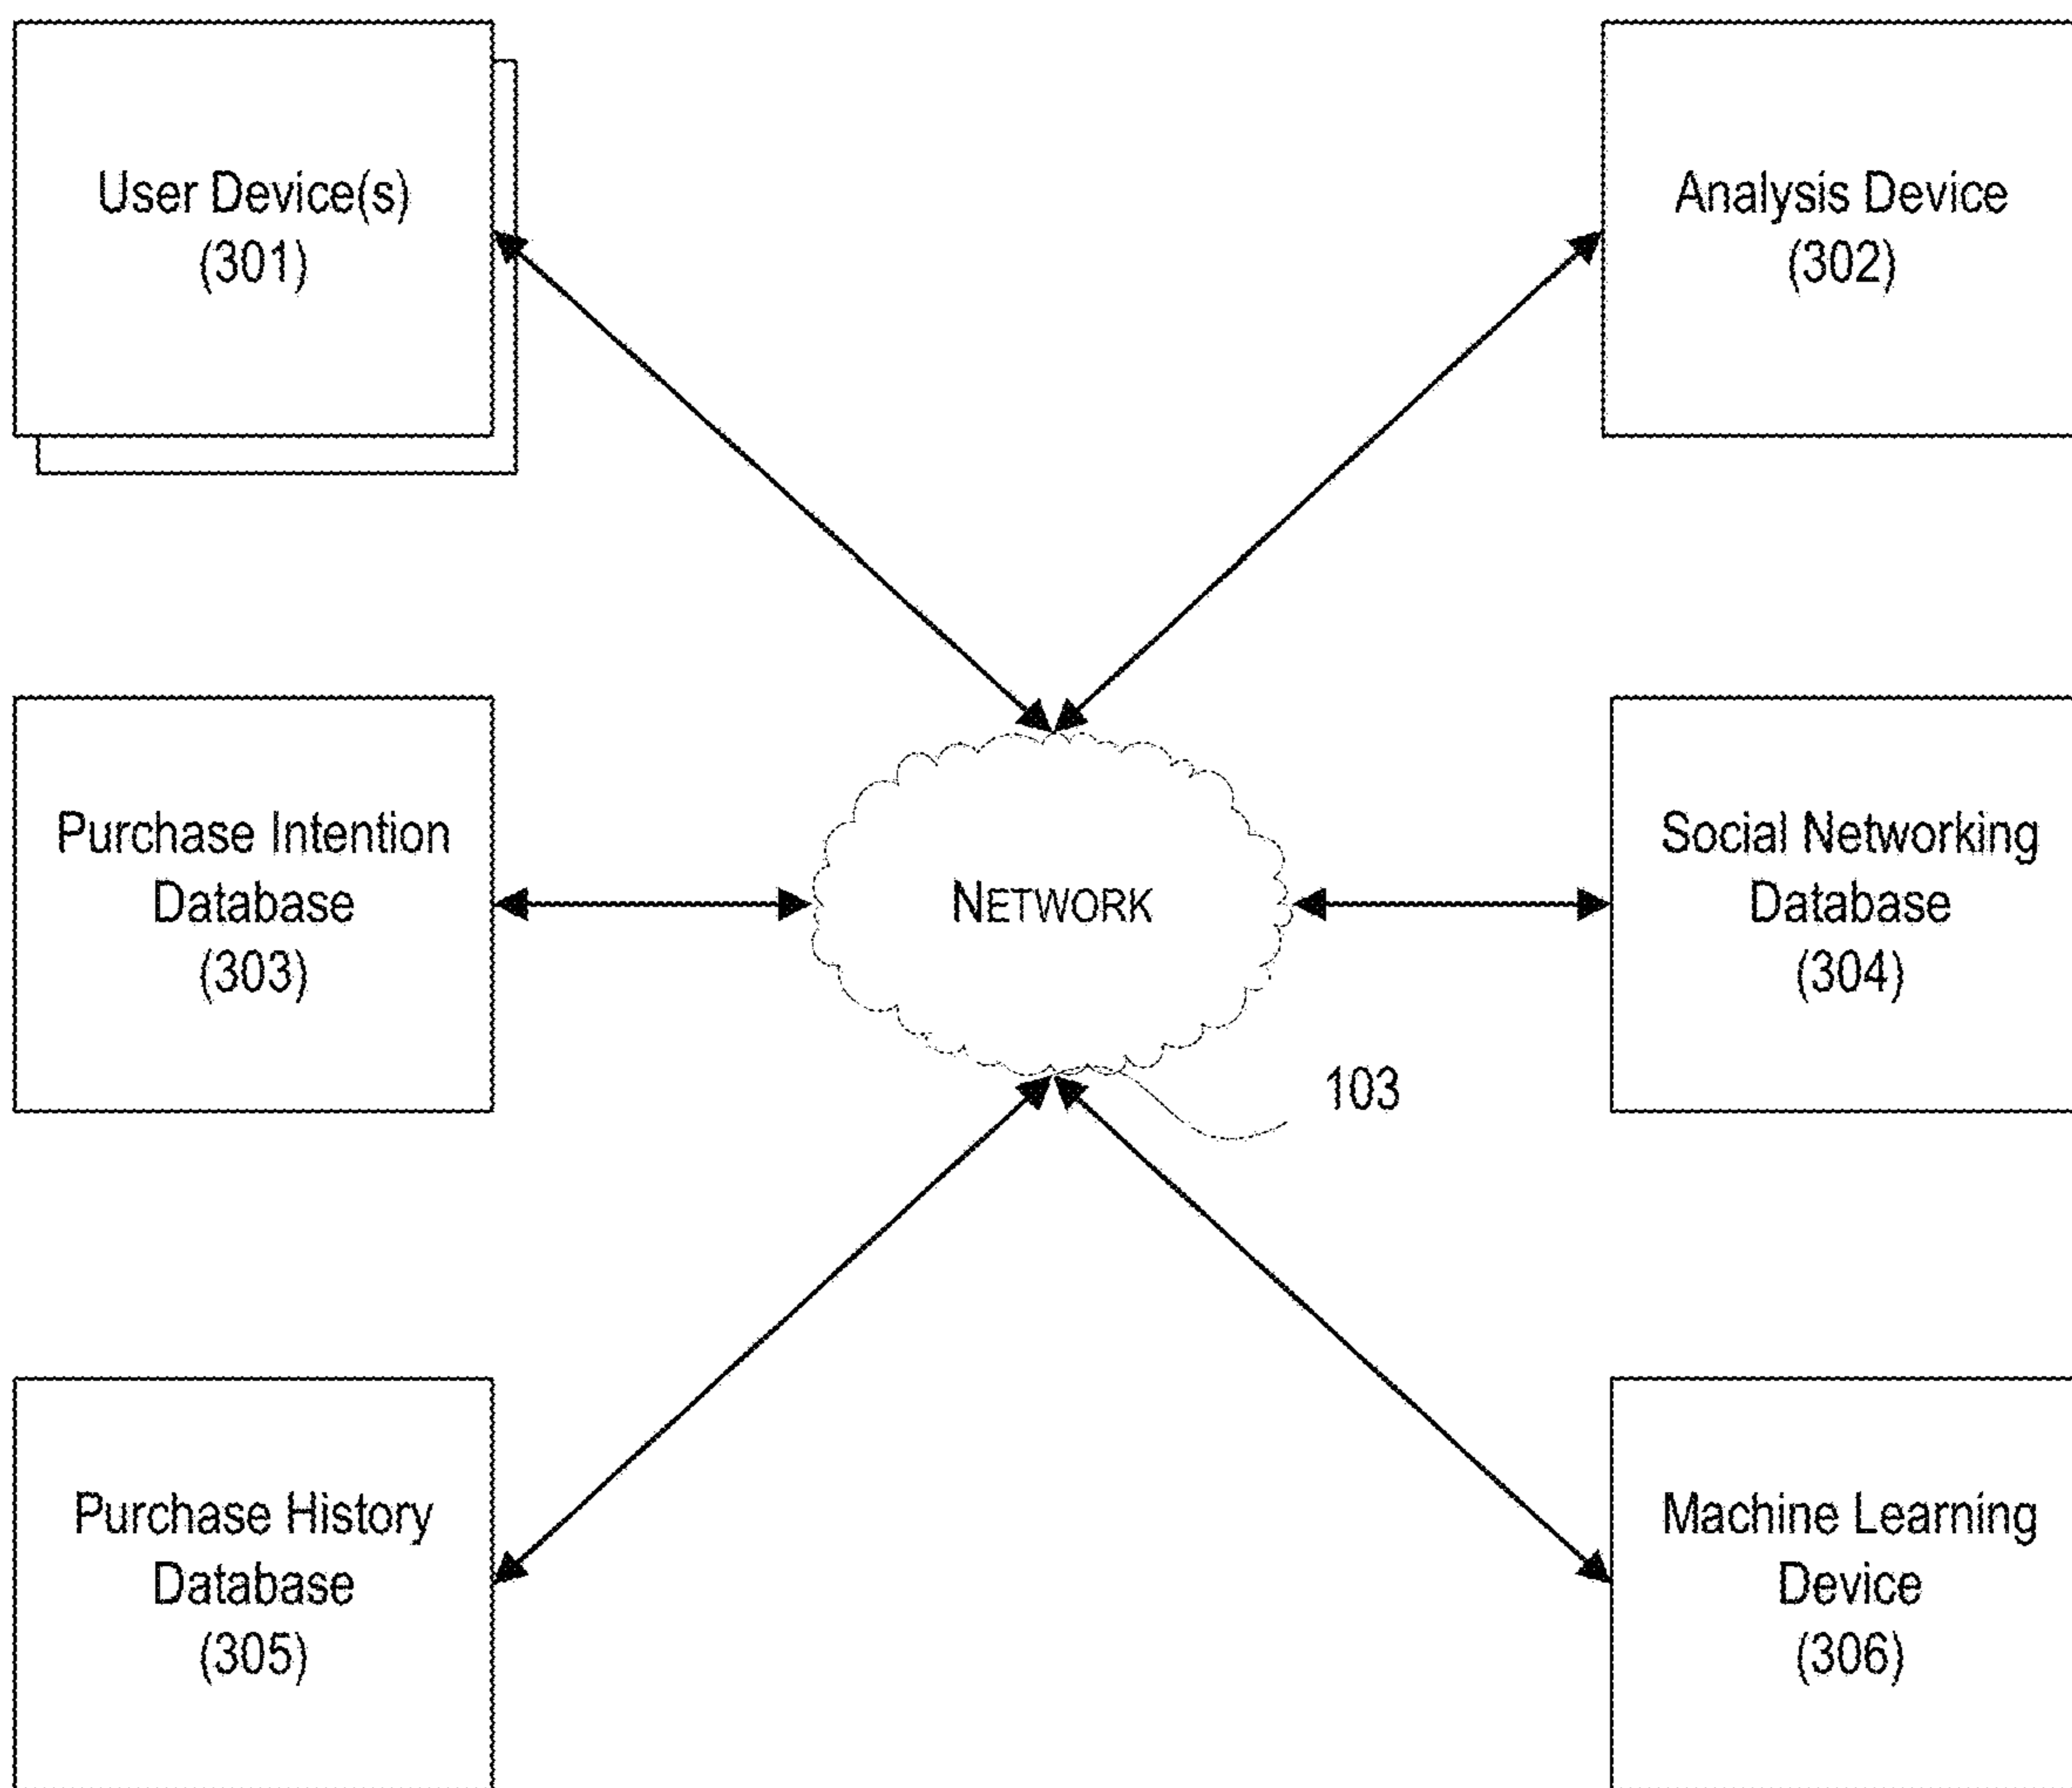 User Device(s)
(301)
Analysis Device
(302)
Purchase Intention
Database
(303)
NETWORK
Social Networking
Database
(304)
103
Purchase History
Database
(305)
Machine Learning
Device
(306)